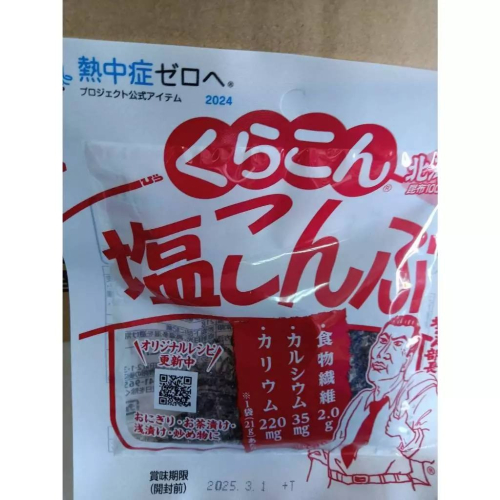 熱中症ゼロへ®
プロジェクト公式アイテム 2024
くらこん®
塩こんぶ
オリジナルレシピ
更新中
・食物繊維 2.0g
・カルシウム 35mg
・カリウム 220mg
おにぎり・お茶漬け・
浅漬け・炒め物に
賞味期限
(開封前)
2025.3.1 +T